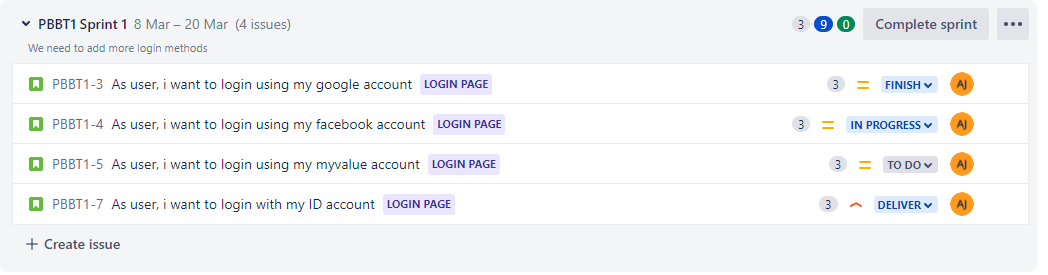 PBBT1 Sprint 1 8 Mar – 20 Mar (4 issues) 3 9 0 Complete sprint
We need to add more login methods
PBBT1-3 As user, i want to login using my google account LOGIN PAGE 3 FINISH AJ
PBBT1-4 As user, i want to login using my facebook account LOGIN PAGE 3 IN PROGRESS AJ
PBBT1-5 As user, i want to login using my myvalue account LOGIN PAGE 3 TO DO AJ
PBBT1-7 As user, i want to login with my ID account LOGIN PAGE 3 DELIVER AJ
+ Create issue